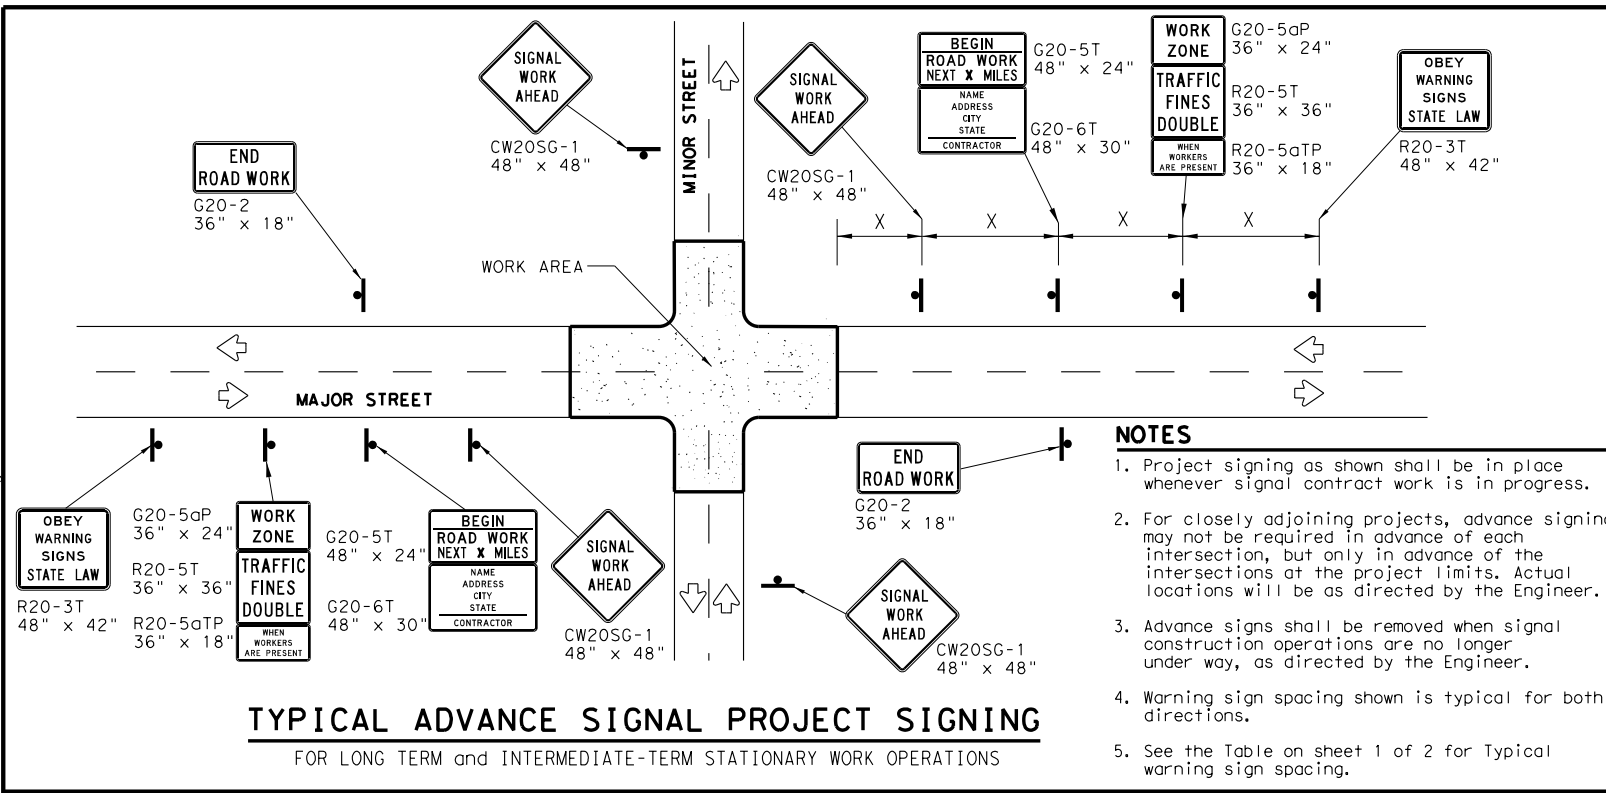 SIGNAL
WORK
AHEAD
CW20SG-1
48" x 48"
END
ROAD WORK
G20-2
36" x 18"
MINOR STREET
SIGNAL
WORK
AHEAD
CW20SG-1
48" x 48"
BEGIN
ROAD WORK
NEXT X MILES
NAME
ADDRESS
CITY
STATE
CONTRACTOR
G20-5T
48" x 24"
G20-6T
48" x 30"
WORK
ZONE
TRAFFIC
FINES
DOUBLE
WHEN
WORKERS
ARE PRESENT
G20-5aP
36" x 24"
R20-5T
36" x 36"
R20-5aTP
36" x 18"
OBEY
WARNING
SIGNS
STATE LAW
R20-3T
48" x 42"
X
X
X
X
WORK AREA
MAJOR STREET
OBEY
WARNING
SIGNS
STATE LAW
R20-3T
48" x 42"
G20-5aP
36" x 24"
R20-5T
36" x 36"
R20-5aTP
36" x 18"
WORK
ZONE
TRAFFIC
FINES
DOUBLE
WHEN
WORKERS
ARE PRESENT
G20-5T
48" x 24"
G20-6T
48" x 30"
BEGIN
ROAD WORK
NEXT X MILES
NAME
ADDRESS
CITY
STATE
CONTRACTOR
SIGNAL
WORK
AHEAD
CW20SG-1
48" x 48"
END
ROAD WORK
G20-2
36" x 18"
SIGNAL
WORK
AHEAD
CW20SG-1
48" x 48"
TYPICAL ADVANCE SIGNAL PROJECT SIGNING
FOR LONG TERM and INTERMEDIATE-TERM STATIONARY WORK OPERATIONS
NOTES
1. Project signing as shown shall be in place
whenever signal contract work is in progress.
2. For closely adjoining projects, advance signing
may not be required in advance of each
intersection, but only in advance of the
intersections at the project limits. Actual
locations will be as directed by the Engineer.
3. Advance signs shall be removed when signal
construction operations are no longer
under way, as directed by the Engineer.
4. Warning sign spacing shown is typical for both
directions.
5. See the Table on sheet 1 of 2 for Typical
warning sign spacing.